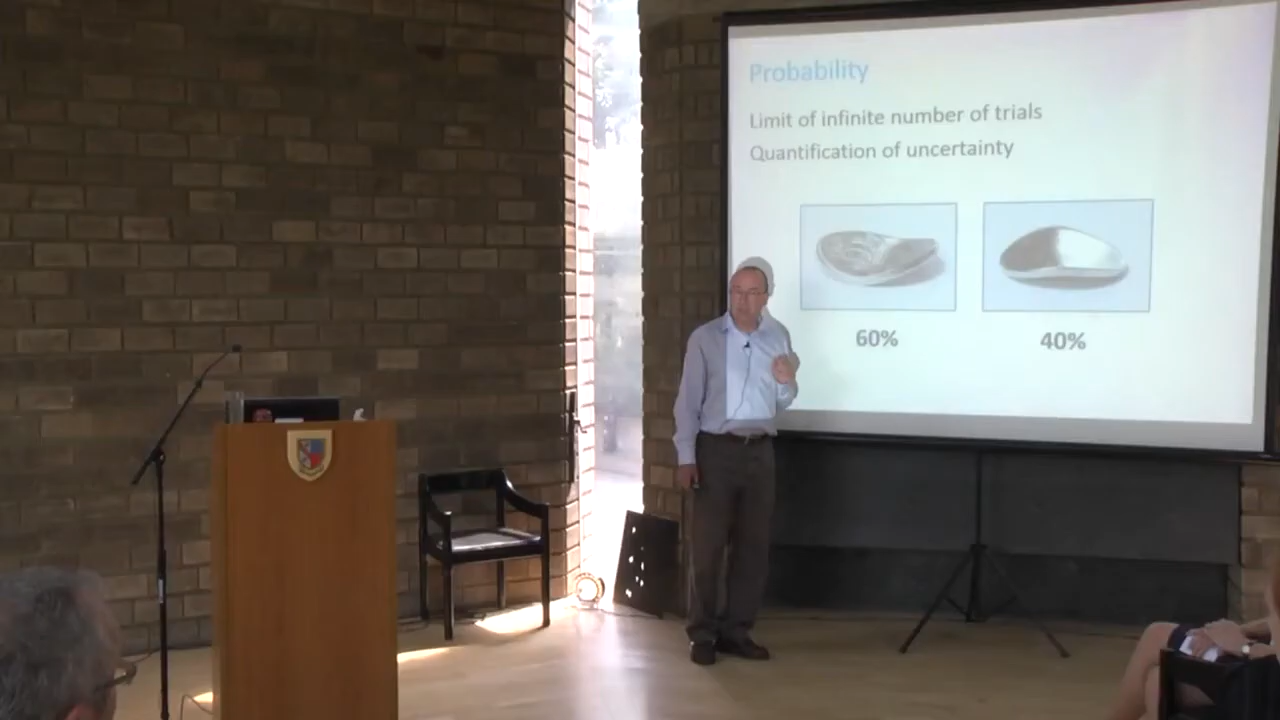 Probability
Limit of infinite number of trials
Quantification of uncertainty
60%
40%